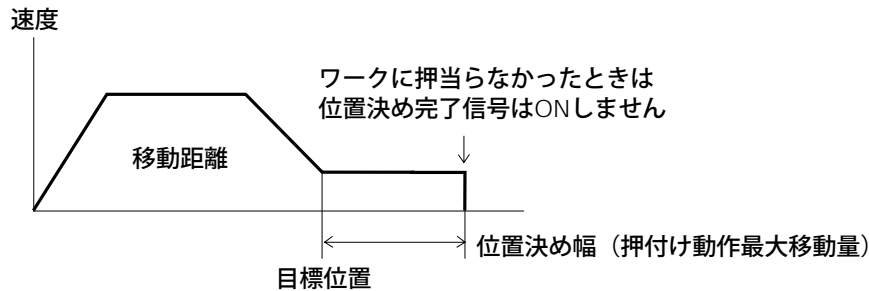 速度
ワークに押当らなかったときは
位置決め完了信号はONしません
移動距離
位置決め幅（押付け動作最大移動量）
目標位置